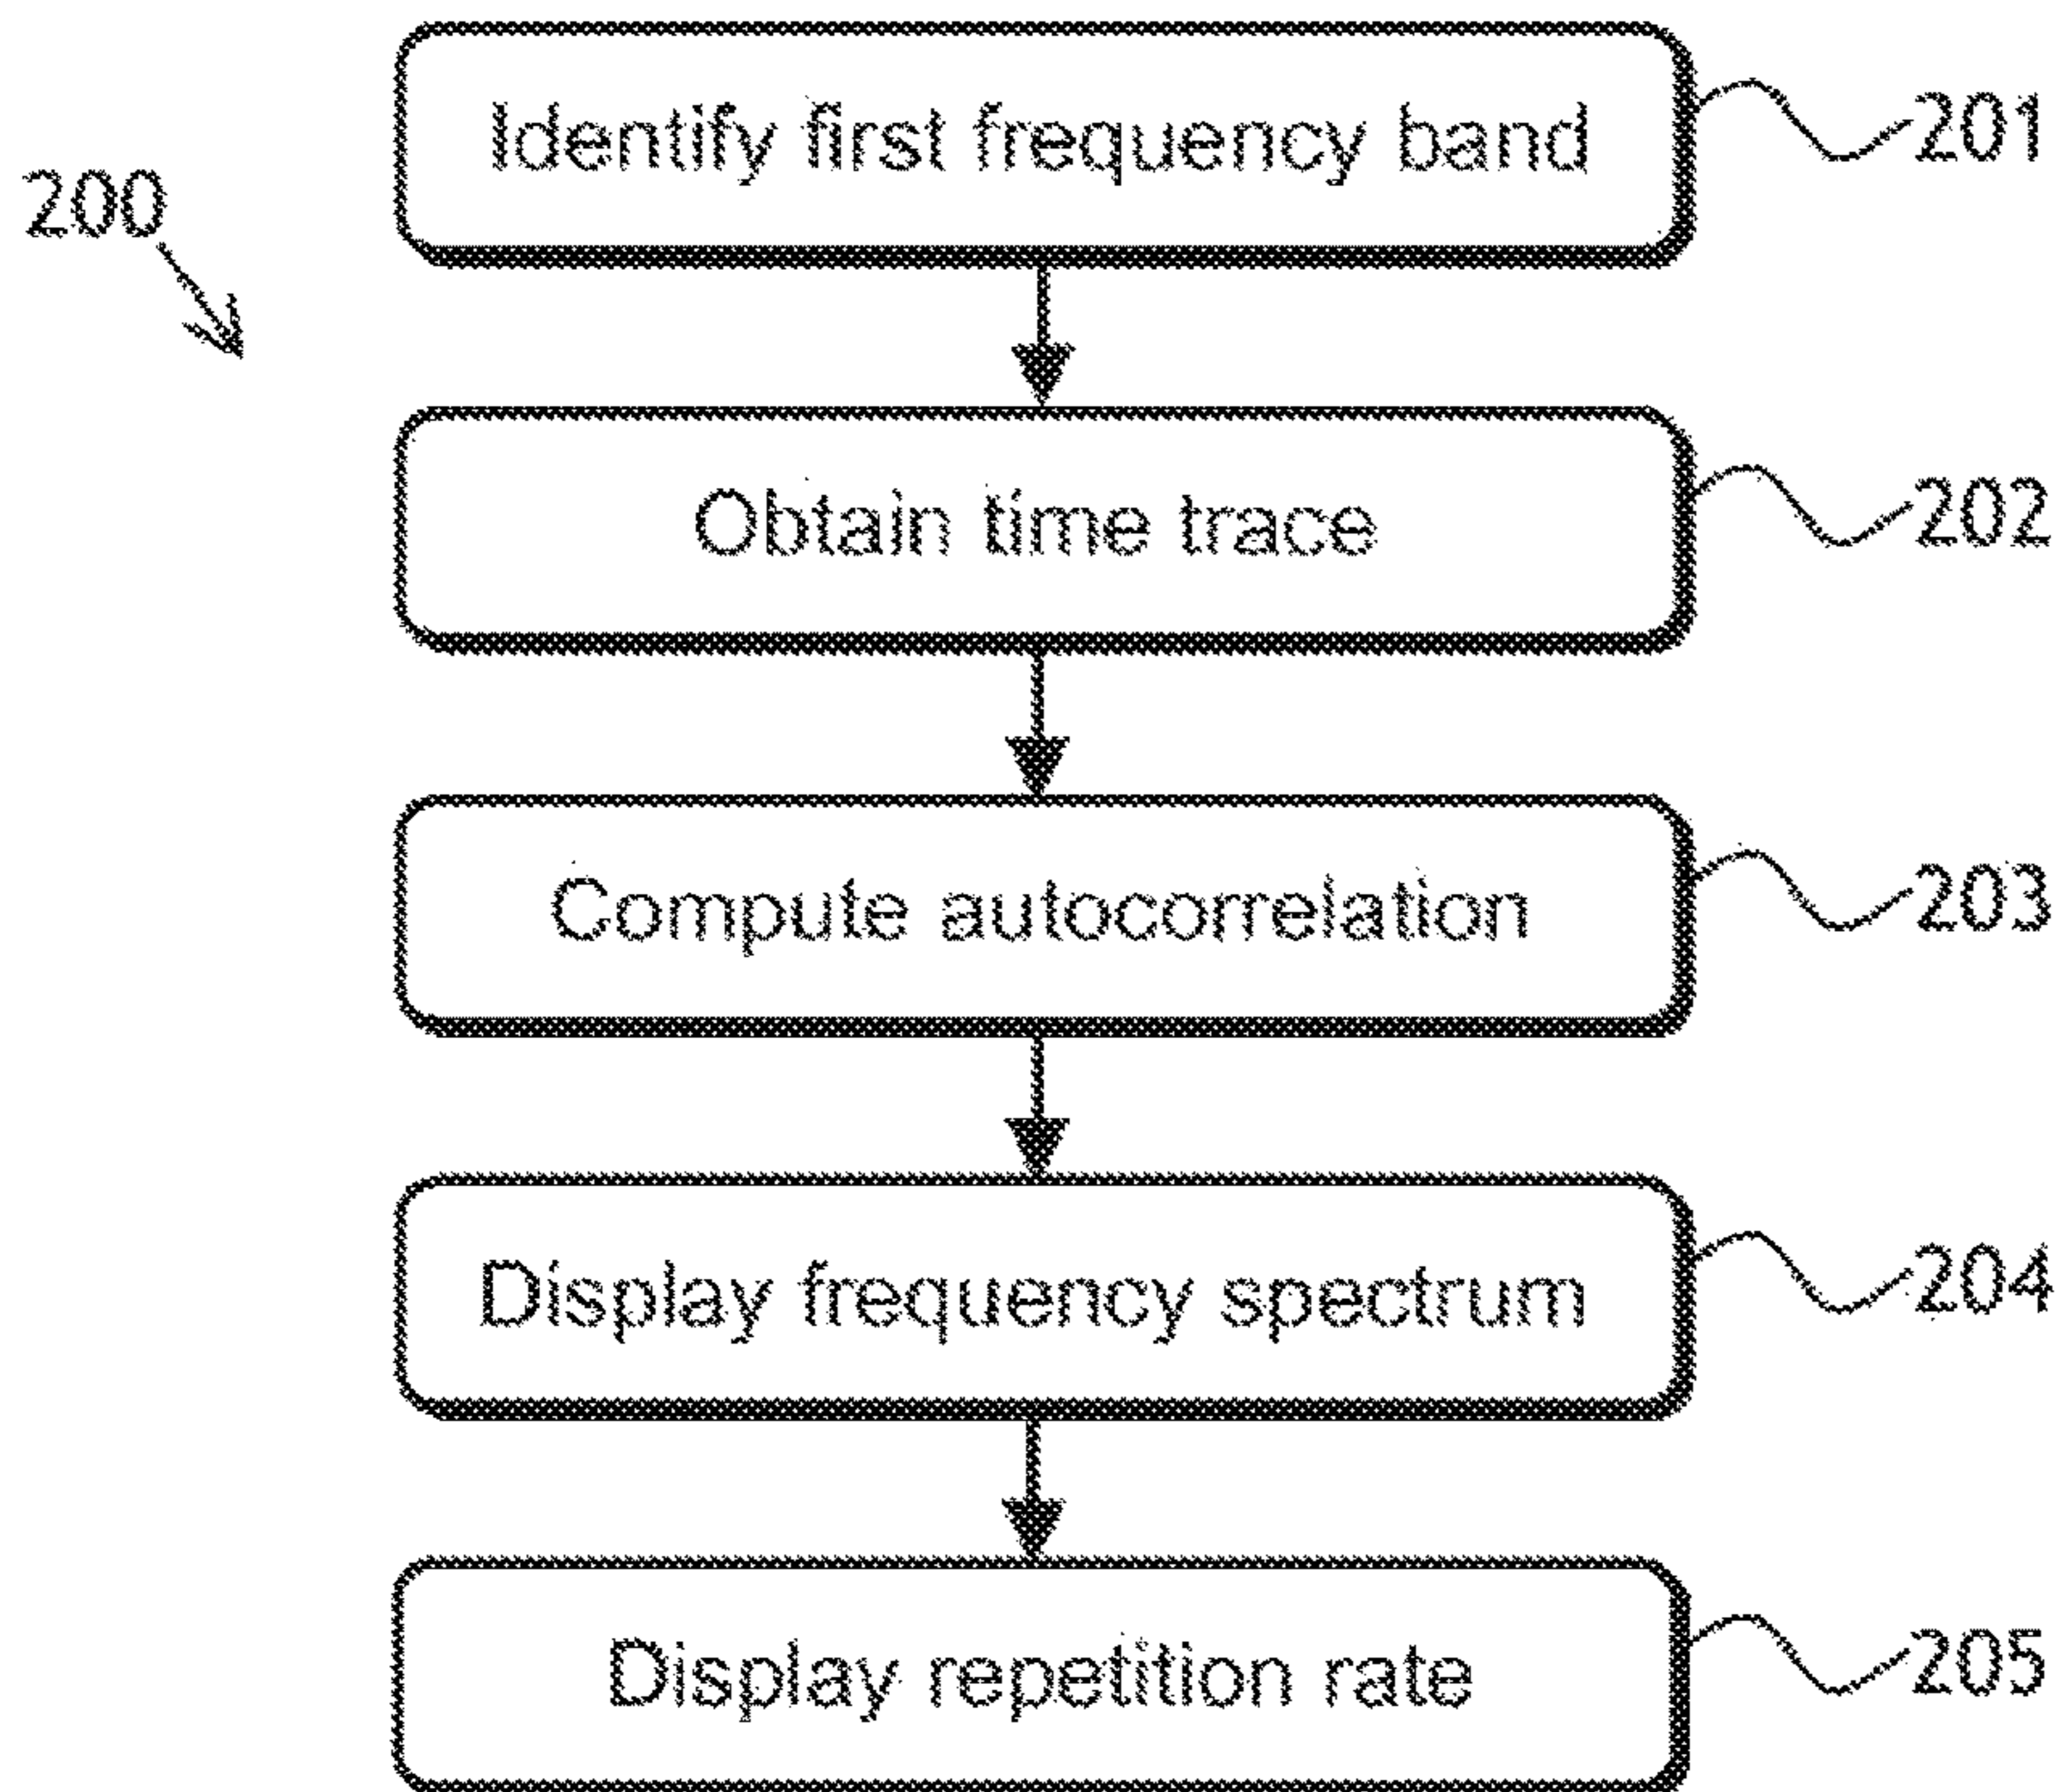 Identify first frequency band
201
200
Obtain time trace
202
Compute autocorrelation
203
Display frequency spectrum
204
Display repetition rate
205